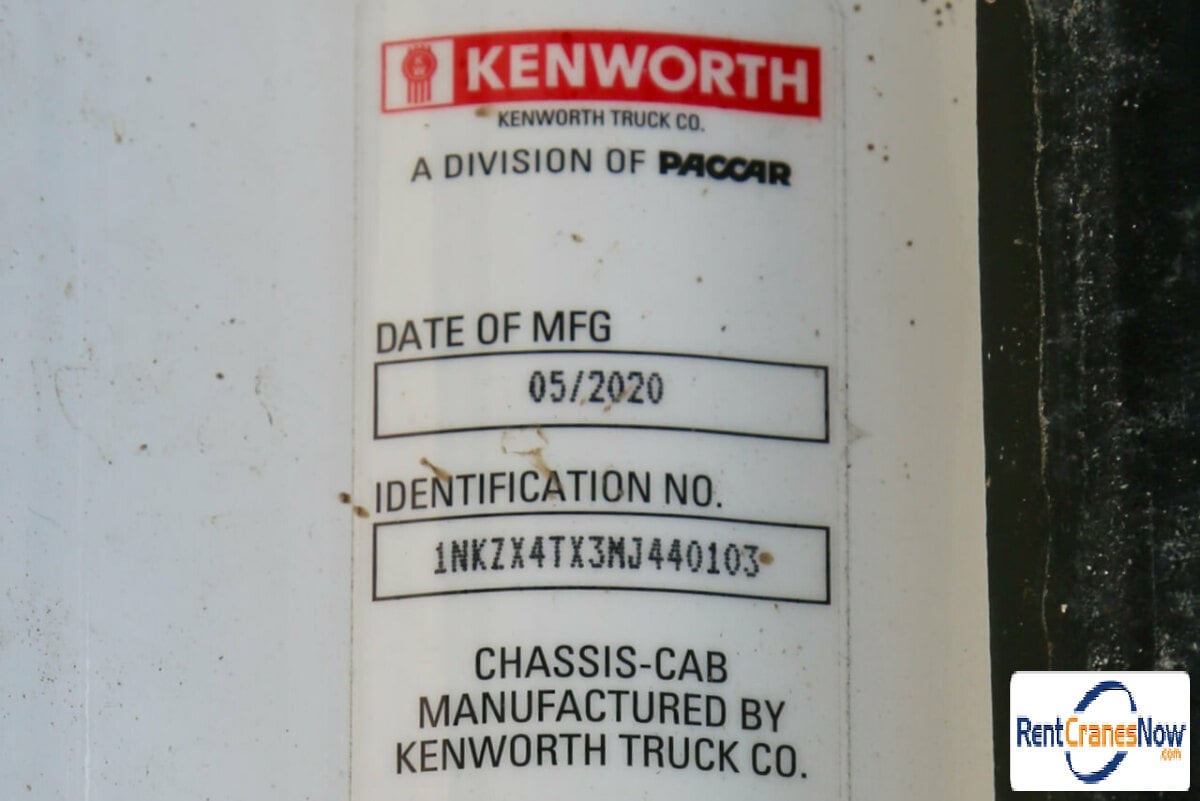 KENWORTH
KENWORTH TRUCK CO.
A DIVISION OF PACCAR
DATE OF MFG
05/2020
IDENTIFICATION NO.
1NKZX4TX3MJ440103
CHASSIS-CAB
MANUFACTURED BY
KENWORTH TRUCK CO.
RentCranesNow
.com